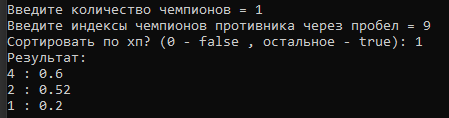 Введите количество чемпионов = 1
Введите индексы чемпионов противника через пробел = 9
Сортировать по хп? (0 - false , остальное - true): 1
Результат:
4 : 0.6
2 : 0.52
1 : 0.2